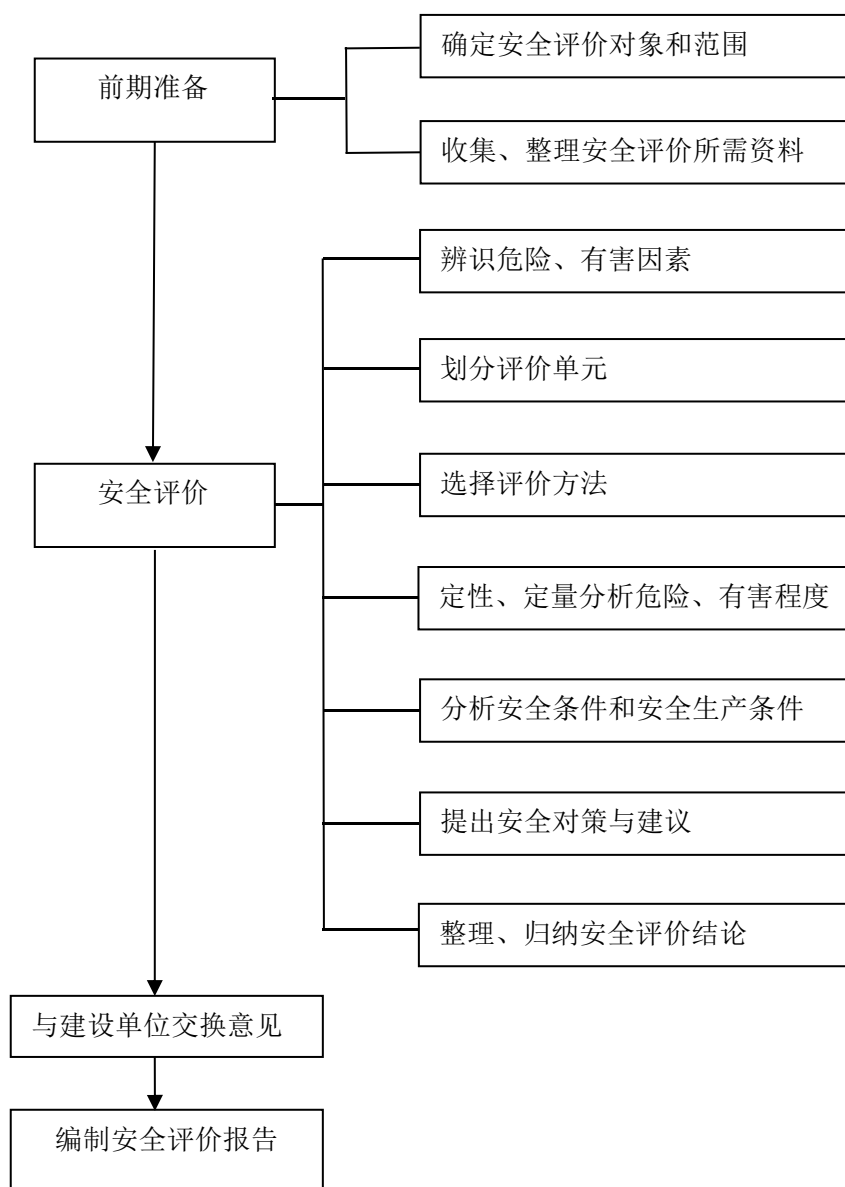 前期准备
确定安全评价对象和范围
收集、整理安全评价所需资料
安全评价
辨识危险、有害因素
划分评价单元
选择评价方法
定性、定量分析危险、有害程度
分析安全条件和安全生产条件
提出安全对策与建议
整理、归纳安全评价结论
与建设单位交换意见
编制安全评价报告